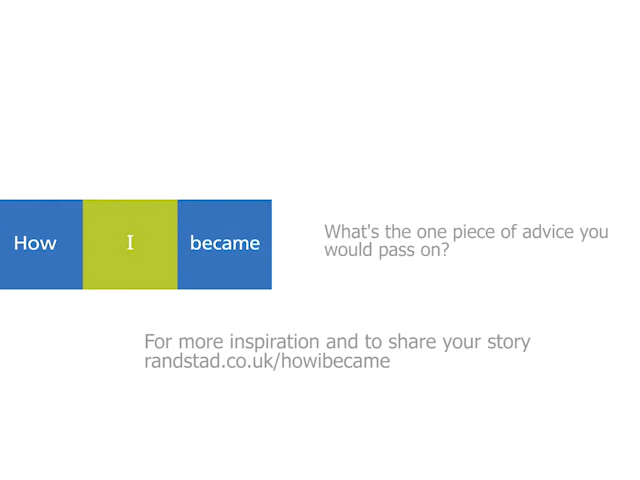 How I became
What's the one piece of advice you
would pass on?
For more inspiration and to share your story
randstad.co.uk/howibecame